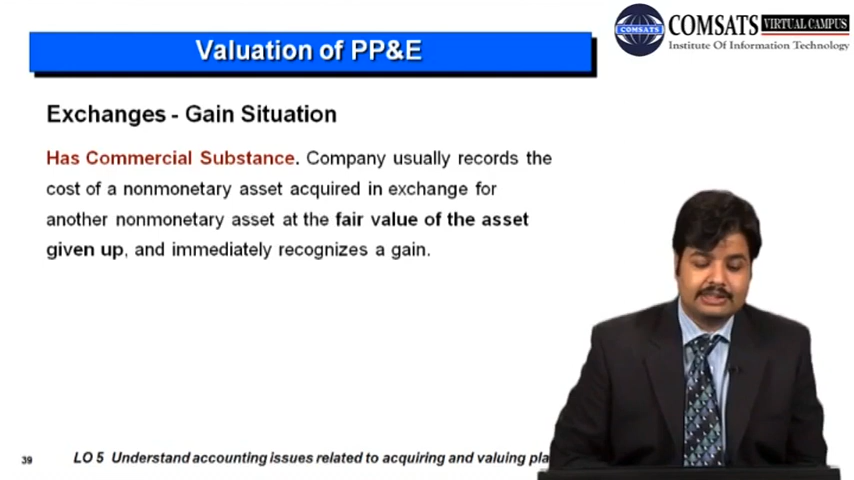 Valuation of PP&E
COMSATS VIRTUAL CAMPUS
COMSATS
Institute Of Information Technology
Exchanges - Gain Situation
Has Commercial Substance. Company usually records the
cost of a nonmonetary asset acquired in exchange for
another nonmonetary asset at the fair value of the asset
given up, and immediately recognizes a gain.
39
LO 5 Understand accounting issues related to acquiring and valuing pla